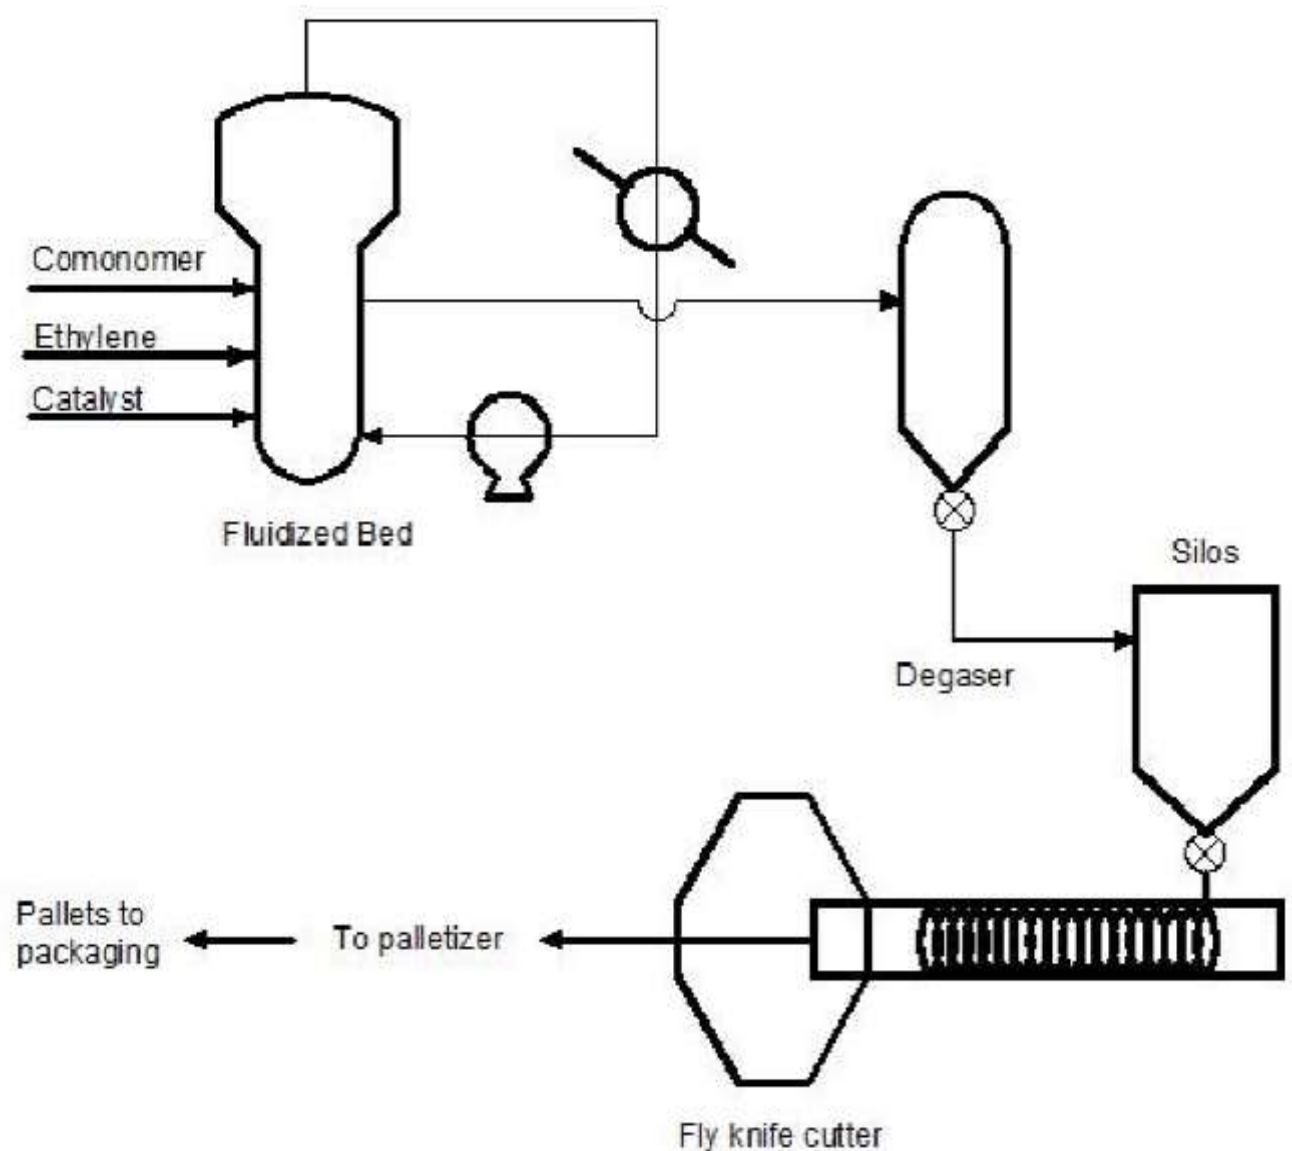 Comonomer
Ethylene
Catalyst
Fluidized Bed
Silos
Degaser
Pallets to
packaging
To palletizer
Fly knife cutter